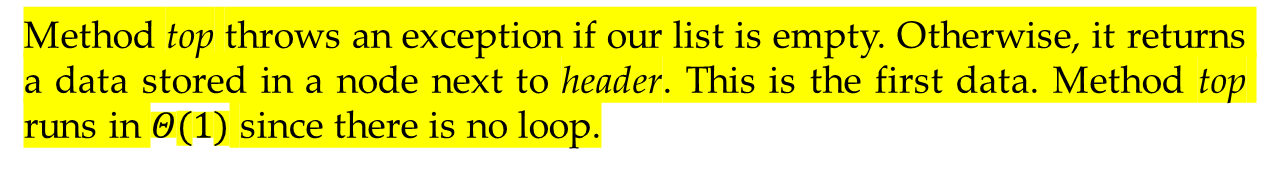 Method top throws an exception if our list is empty. Otherwise, it returns
a data stored in a node next to header. This is the first data. Method top
runs in Θ(1) since there is no loop.